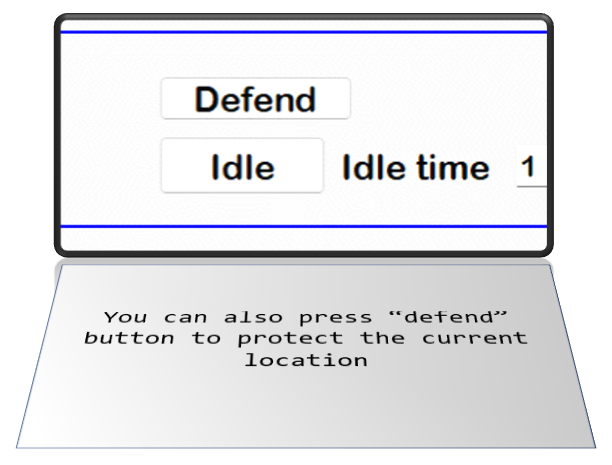 Defend
Idle Idle time 1
You can also press “defend”
button to protect the current
location